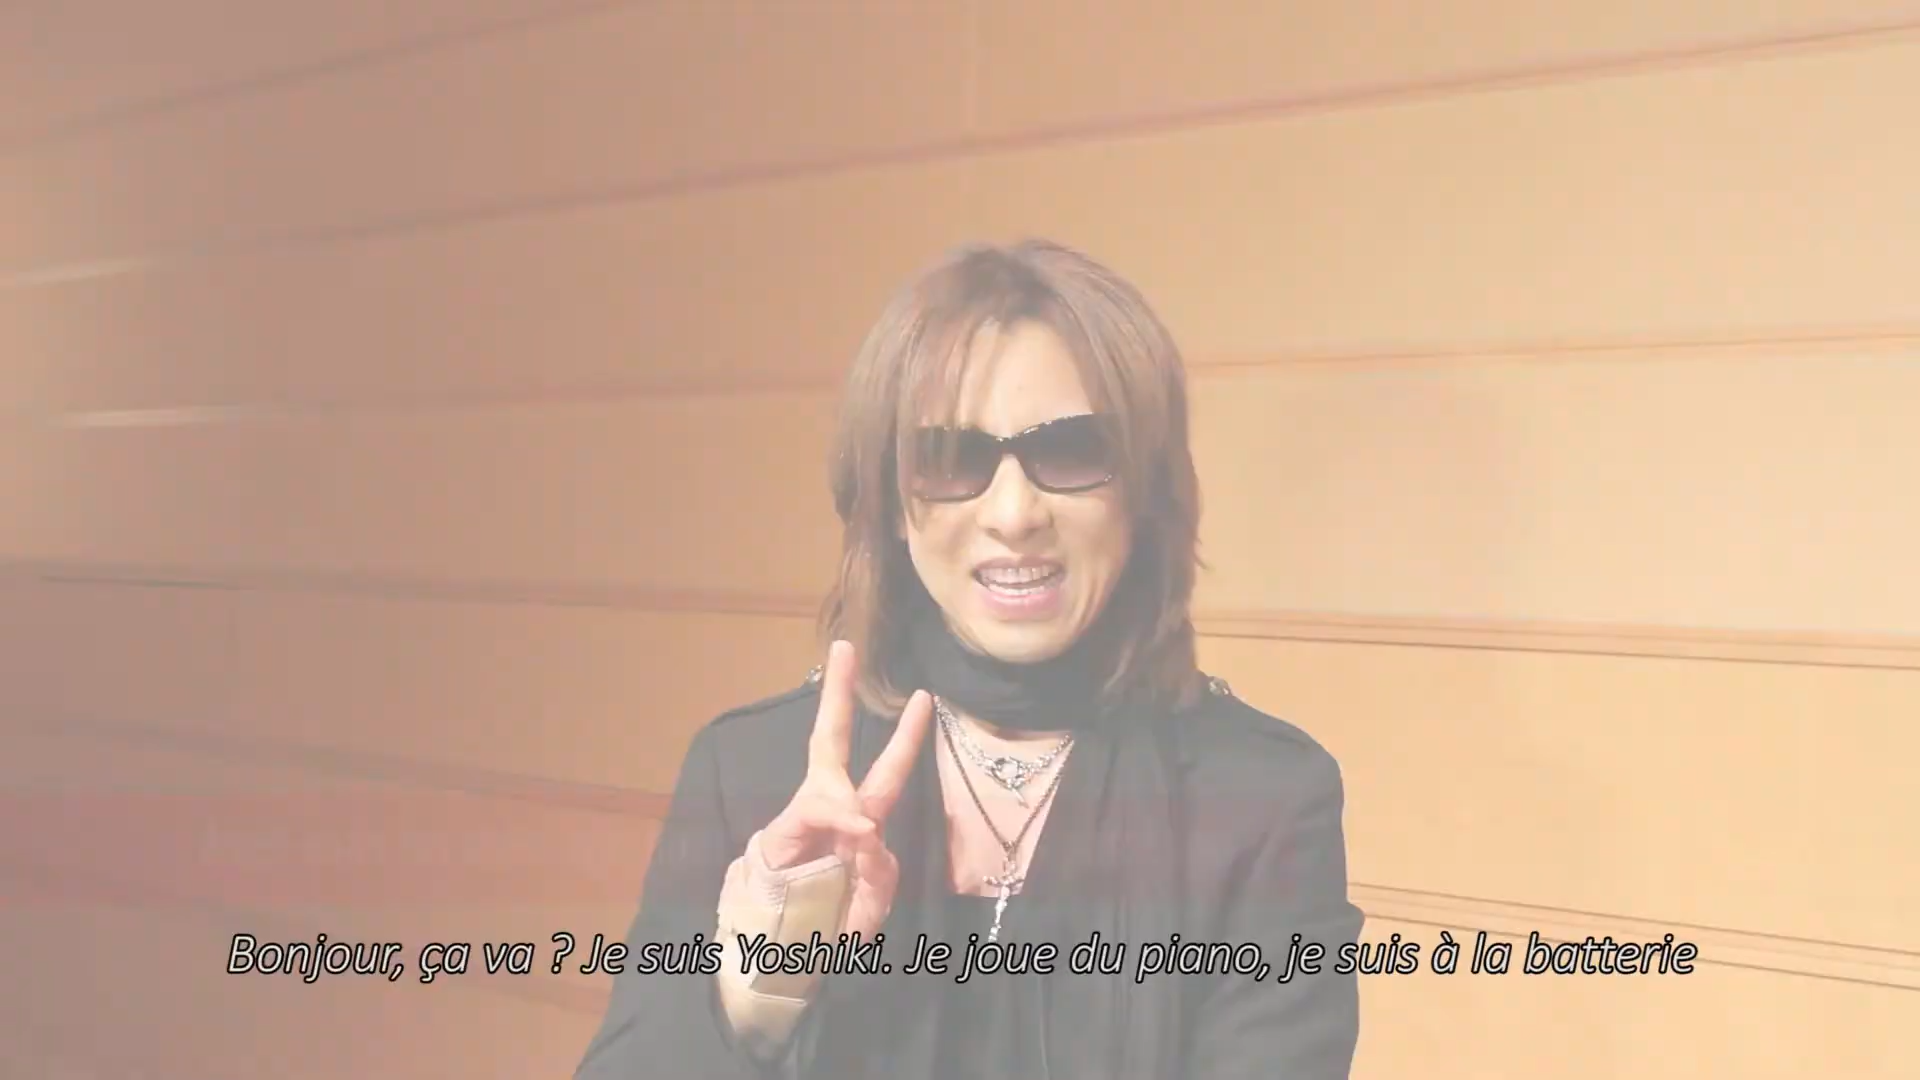 Bonjour, ça va ? Je suis Yoshiki. Je joue du piano, je suis à la batterie